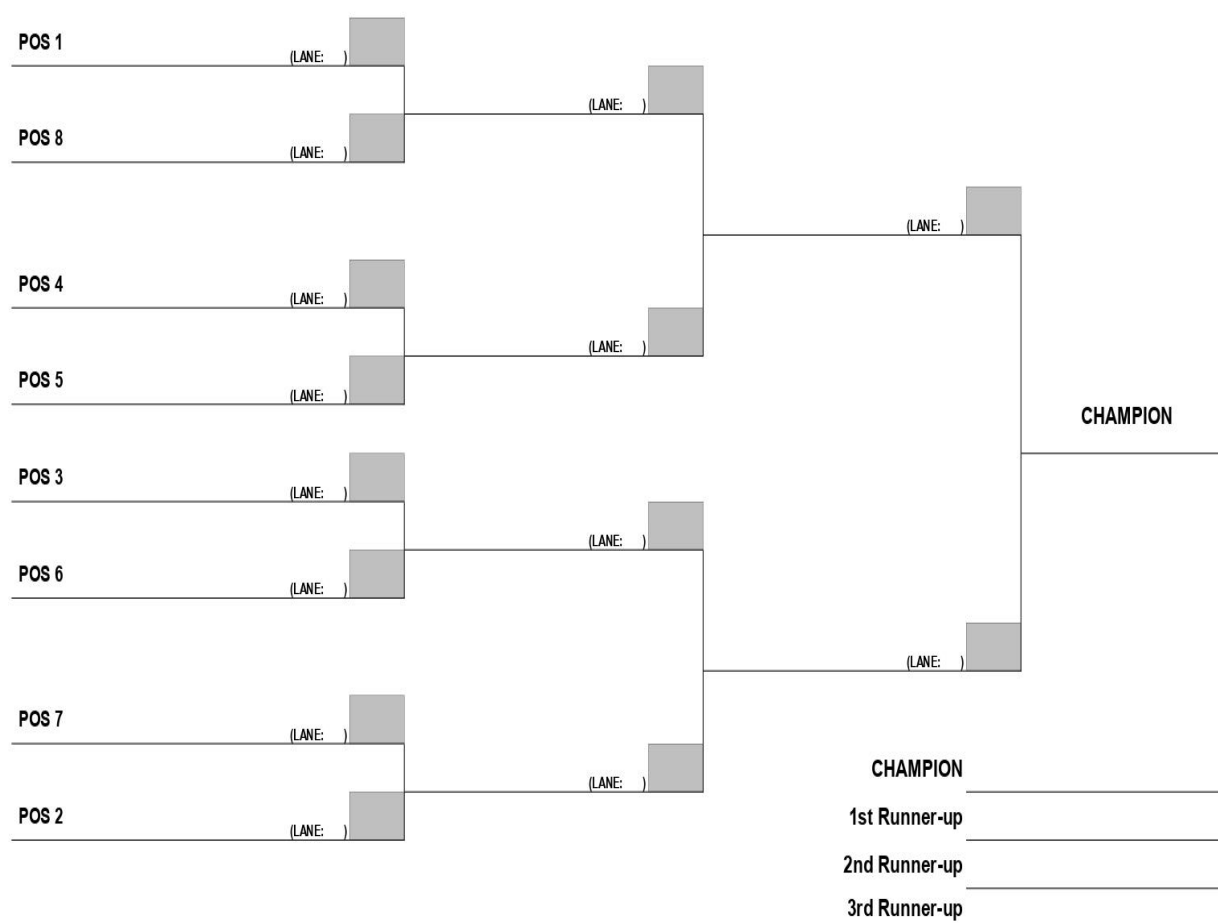 POS 1
(LANE: )
(LANE: )
POS 8
(LANE: )
(LANE: )
POS 4
(LANE: )
(LANE: )
POS 5
(LANE: )
CHAMPION
POS 3
(LANE: )
(LANE: )
POS 6
(LANE: )
(LANE: )
POS 7
(LANE: )
CHAMPION
(LANE: )
POS 2
(LANE: )
1st Runner-up
2nd Runner-up
3rd Runner-up